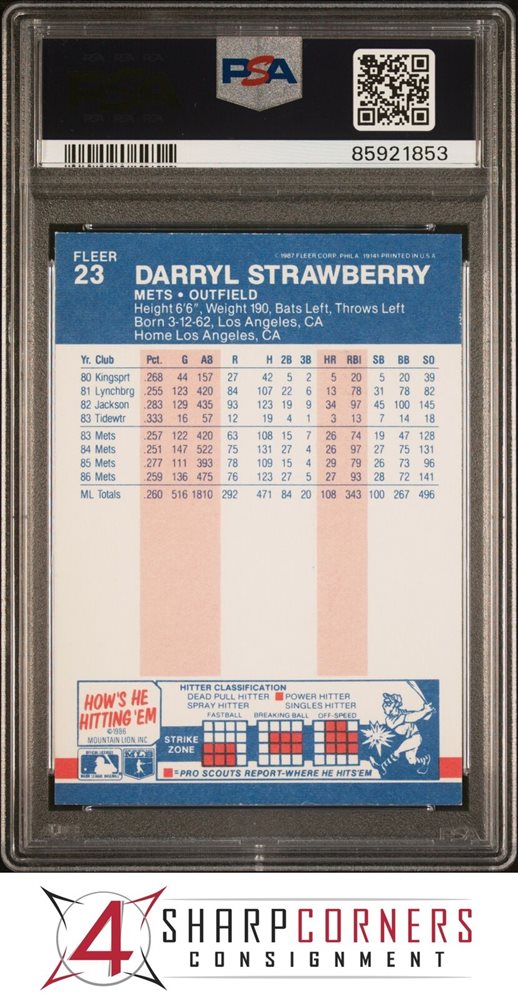 PSA
85921853
FLEER
© 1987 FLEER CORP. PHILA. 19141-PRINTED IN U.S.A.
23 DARRYL STRAWBERRY
METS • OUTFIELD
Height 6'6", Weight 190, Bats Left, Throws Left
Born 3-12-62, Los Angeles, CA
Home Los Angeles, CA
Yr. Club Pct. G AB R H 2B 3B HR RBI SB BB SO
80 Kingsprt .268 44 157 27 42 5 2 5 20 5 20 39
81 Lynchbrg .255 123 420 84 107 22 6 13 78 31 78 82
82 Jackson .283 129 435 93 123 19 9 34 97 45 100 145
83 Tidewtr .333 16 57 12 19 4 1 3 13 7 14 18
83 Mets .257 122 420 63 108 15 7 26 74 19 47 128
84 Mets .251 147 522 75 131 27 4 26 97 27 75 131
85 Mets .277 111 393 78 109 15 4 29 79 26 73 96
86 Mets .259 136 475 76 123 27 5 27 93 28 72 141
ML Totals .260 516 1810 292 471 84 20 108 343 100 267 496
HOW'S HE
HITTING 'EM
©1986
MOUNTAIN LION, INC
HITTER CLASSIFICATION
DEAD PULL HITTER POWER HITTER
SPRAY HITTER SINGLES HITTER
FASTBALL BREAKING BALL OFF-SPEED
STRIKE
ZONE
=PRO SCOUTS REPORT-WHERE HE HITS'EM
MLB
PSA
4 SHARPCORNERS
CONSIGNMENT